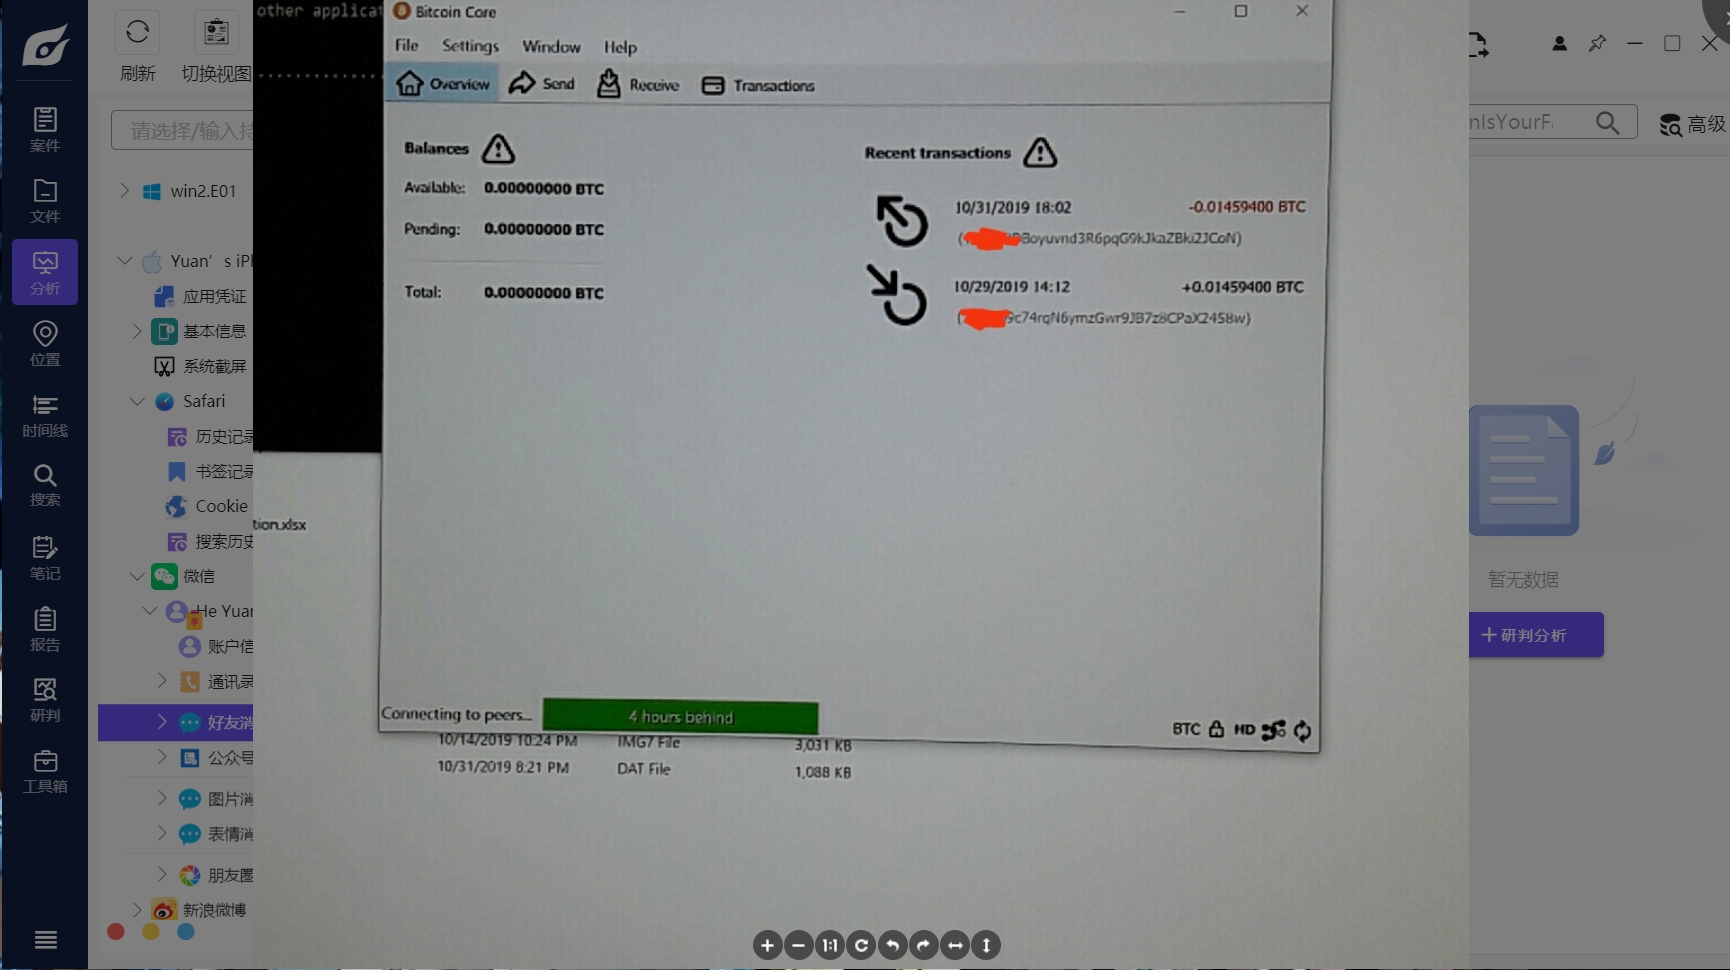 刷新
切换视图
请选择/输入
案件
文件
分析
位置
时间线
搜索
笔记
报告
研判
工具箱
win2.E01
Yuan’s iP
应用凭证
基本信息
系统截屏
Safari
历史记录
书签记录
Cookie
搜索历史
微信
He Yuan
账户信
通讯录
好友消
公众号
图片消
表情消
朋友圈
新浪微博
other applicat
tion.xlsx
Bitcoin Core
File Settings Window Help
Overview Send Receive Transactions
Balances
Available: 0.00000000 BTC
Pending: 0.00000000 BTC
Total: 0.00000000 BTC
Recent transactions
10/31/2019 18:02 -0.01459400 BTC
Boyuvnd3R6pqG9kJkaZBki2JCoN)
10/29/2019 14:12 +0.01459400 BTC
9c74rqN6ymzGwr9JB7z8CPaX2458w)
Connecting to peers... 4 hours behind
BTC HD
10/14/2019 10:24 PM IMG7 File 3,031 KB
10/31/2019 8:21 PM DAT File 1,088 KB
1:1
nIsYourF
高级
暂无数据
+研判分析